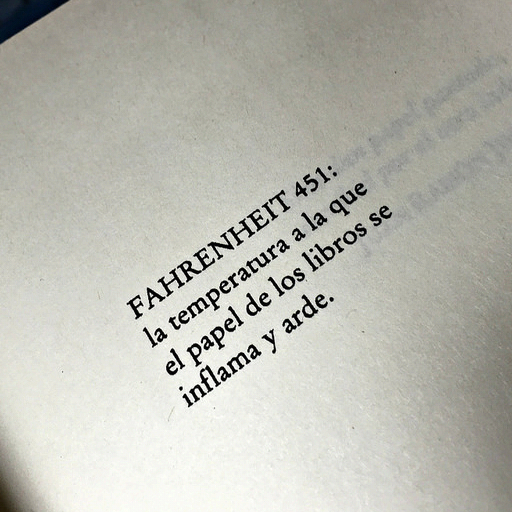 FAHRENHEIT 451:
la temperatura a la que
el papel de los libros se
inflama y arde.